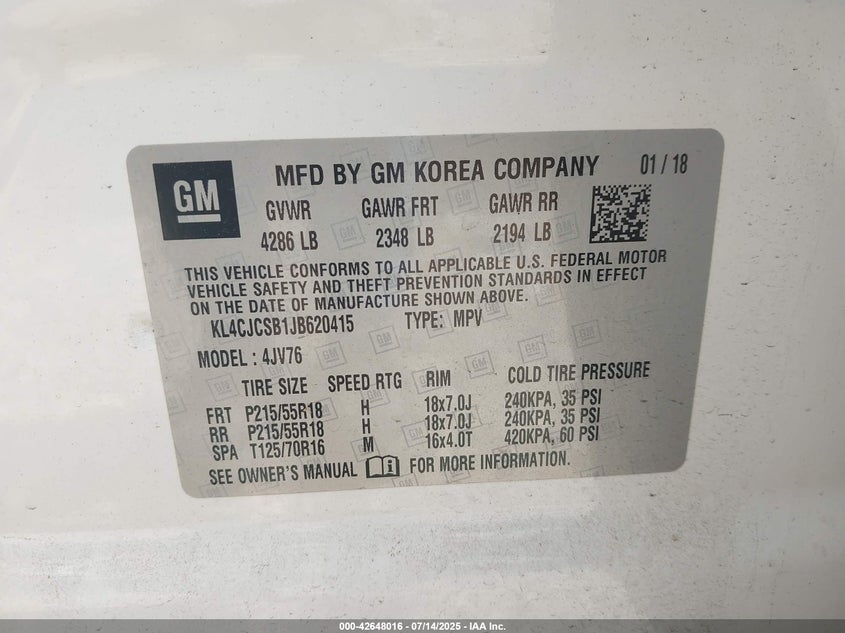 GM
MFD BY GM KOREA COMPANY 01 / 18
GVWR GAWR FRT GAWR RR
4286 LB 2348 LB 2194 LB
THIS VEHICLE CONFORMS TO ALL APPLICABLE U.S. FEDERAL MOTOR
VEHICLE SAFETY AND THEFT PREVENTION STANDARDS IN EFFECT
ON THE DATE OF MANUFACTURE SHOWN ABOVE.
KL4CJCSB1JB620415 TYPE: MPV
MODEL : 4JV76
TIRE SIZE SPEED RTG RIM COLD TIRE PRESSURE
FRT P215/55R18 H 18x7.0J 240KPA, 35 PSI
RR P215/55R18 H 18x7.0J 240KPA, 35 PSI
SPA T125/70R16 M 16x4.0T 420KPA, 60 PSI
SEE OWNER'S MANUAL FOR MORE INFORMATION.
000-42648016 - 07/14/2025 - IAA Inc.